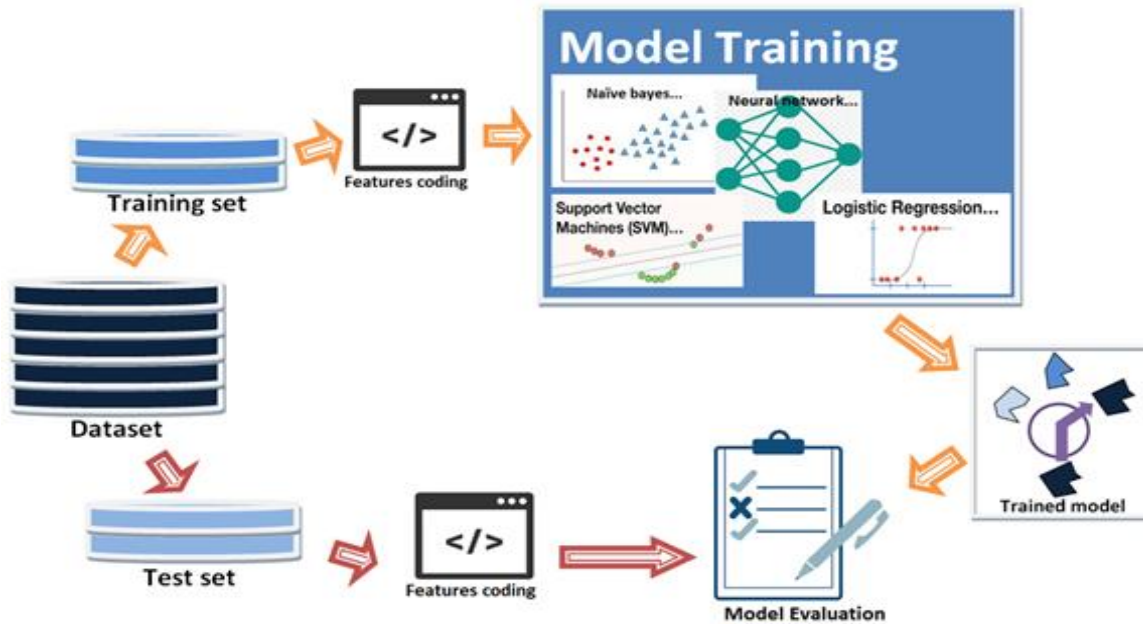 Model Training
Naïve bayes...
Neural network...
</>
Features coding
Training set
Support Vector
Machines (SVM)...
Logistic Regression...
Dataset
Trained model
</>
Features coding
Test set
Model Evaluation